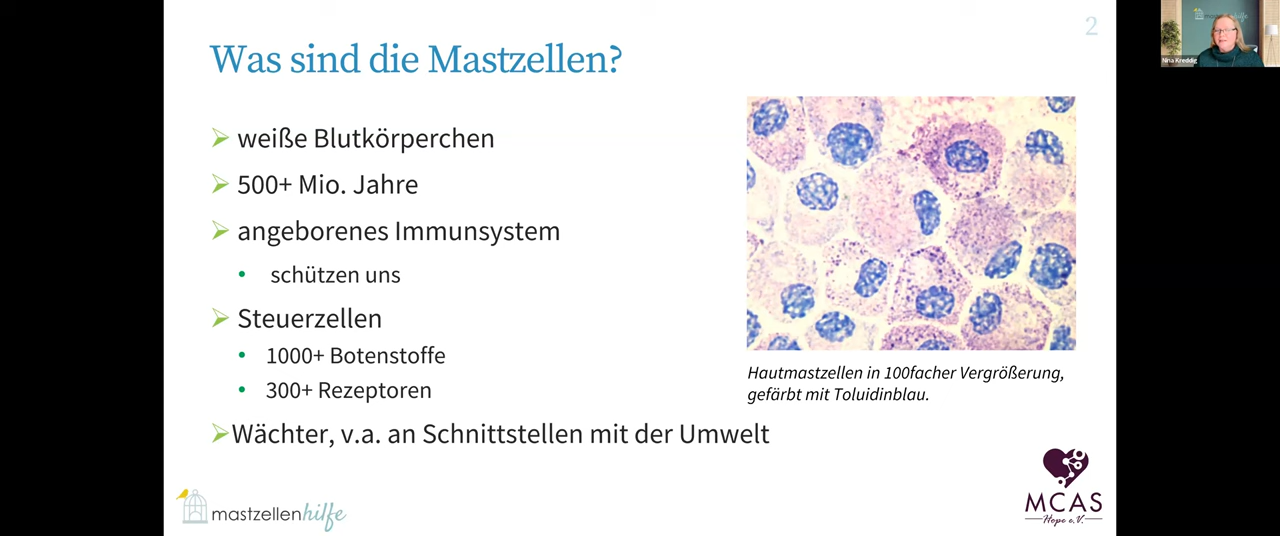 2
Was sind die Mastzellen?
weiße Blutkörperchen
500+ Mio. Jahre
angeborenes Immunsystem
schützen uns
Steuerzellen
1000+ Botenstoffe
300+ Rezeptoren
Wächter, v.a. an Schnittstellen mit der Umwelt
Hautmastzellen in 100facher Vergrößerung,
gefärbt mit Toluidinblau.
mastzellenhilfe
MCAS
Hope e.V.
mastzellenhilfe
Nina Kreddig